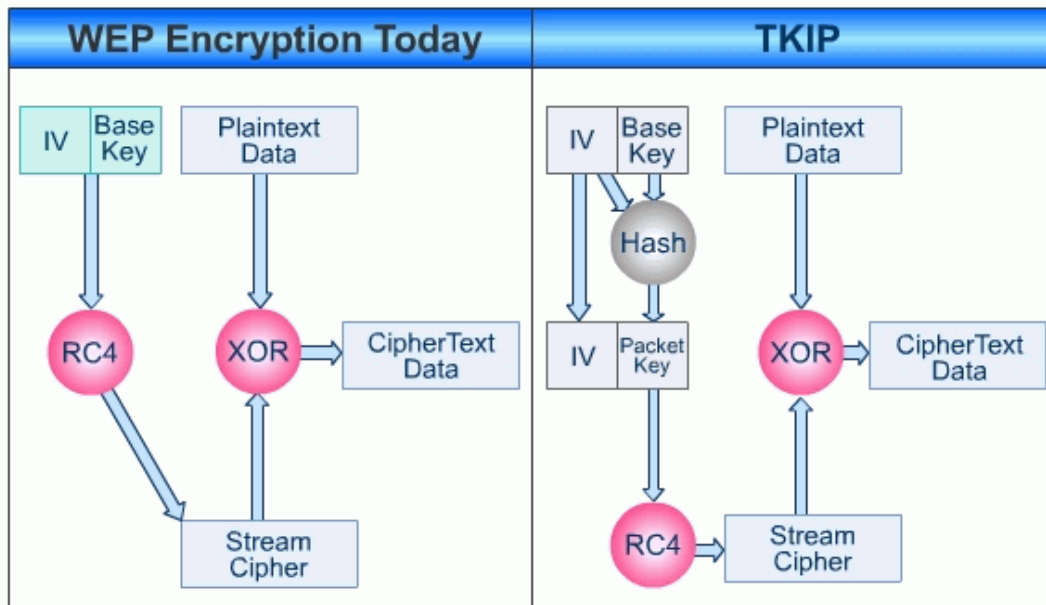 WEP Encryption Today
IV
Base
Key
Plaintext
Data
RC4
XOR
CipherText
Data
Stream
Cipher
TKIP
IV
Base
Key
Plaintext
Data
Hash
IV
Packet
Key
XOR
CipherText
Data
RC4
Stream
Cipher